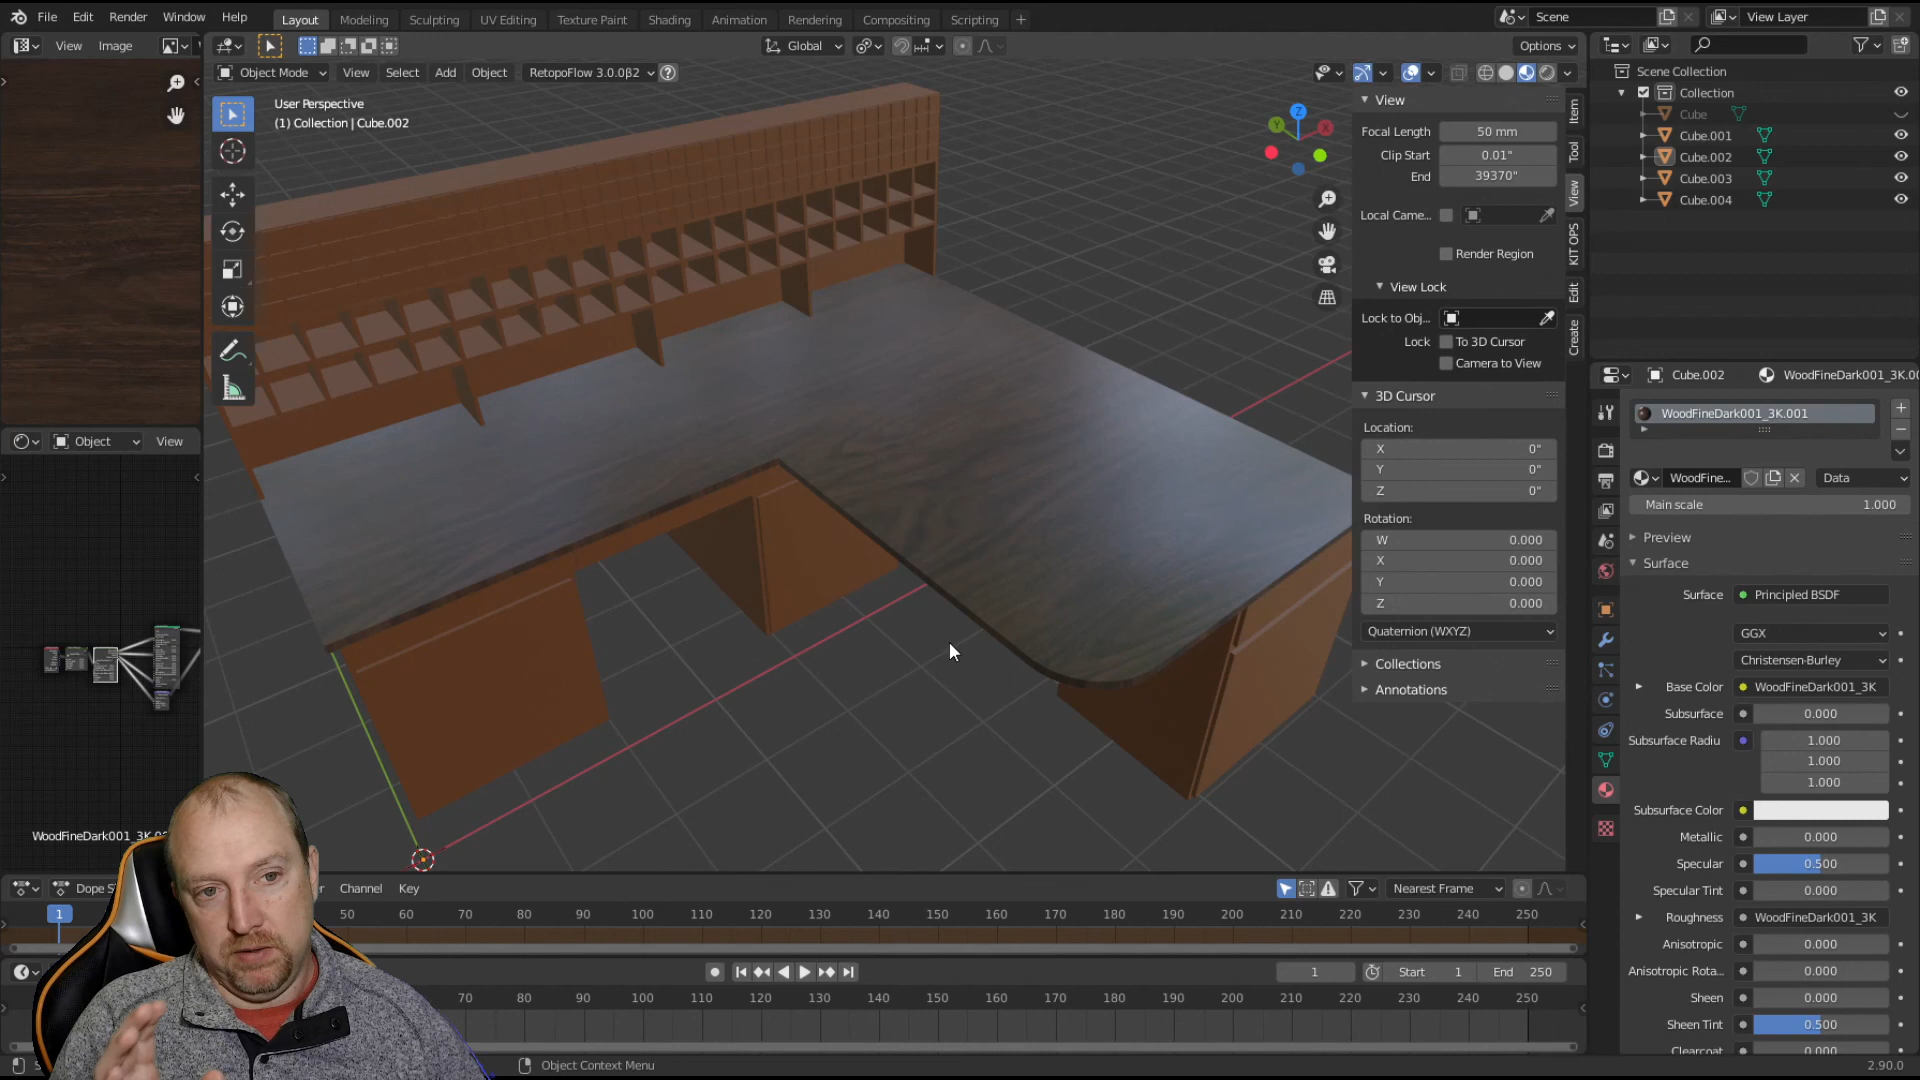 File Edit Render Window Help Layout Modeling Sculpting UV Editing Texture Paint Shading Animation Rendering Compositing Scripting + Scene View Layer
View Image Global Options
Object Mode View Select Add Object RetopoFlow 3.0.0β2
User Perspective
(1) Collection | Cube.002
View
Focal Length 50 mm
Clip Start 0.01"
End 39370"
Local Came...
Render Region
View Lock
Lock to Obj...
Lock To 3D Cursor
Camera to View
3D Cursor
Location:
X 0"
Y 0"
Z 0"
Rotation:
W 0.000
X 0.000
Y 0.000
Z 0.000
Quaternion (WXYZ)
Collections
Annotations
Item
Tool
View
KIT OPS
Edit
Create
Z
Y
X
Scene Collection
Collection
Cube
Cube.001
Cube.002
Cube.003
Cube.004
Cube.002 WoodFineDark001_3K.00
WoodFineDark001_3K.001
WoodFine... Data
Main scale 1.000
Preview
Surface
Surface Principled BSDF
GGX
Christensen-Burley
Base Color WoodFineDark001_3K
Subsurface 0.000
Subsurface Radiu 1.000
1.000
1.000
Subsurface Color
Metallic 0.000
Specular 0.500
Specular Tint 0.000
Roughness WoodFineDark001_3K
Anisotropic 0.000
Anisotropic Rota... 0.000
Sheen 0.000
Sheen Tint 0.500
Clearcoat 0.000
Object View
WoodFineDark001_3K.00
Dope S Channel Key Nearest Frame
1 50 60 70 80 90 100 110 120 130 140 150 160 170 180 190 200 210 220 230 240 250
1 Start 1 End 250
70 80 90 100 110 120 130 140 150 160 170 180 190 200 210 220 230 240 250
S Object Context Menu 2.90.0